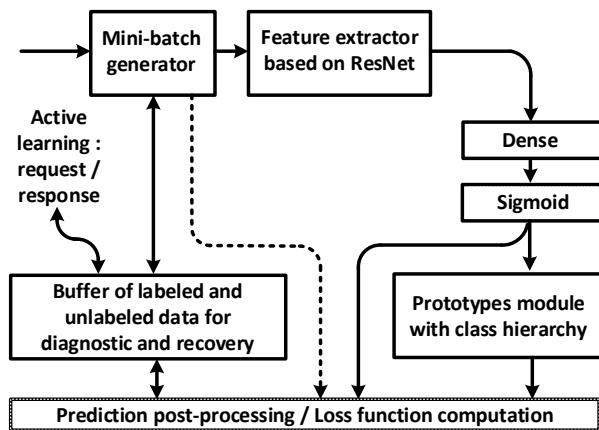 Mini-batch
generator
Feature extractor
based on ResNet
Active
learning :
request /
response
Dense
Sigmoid
Buffer of labeled and
unlabeled data for
diagnostic and recovery
Prototypes module
with class hierarchy
Prediction post-processing / Loss function computation